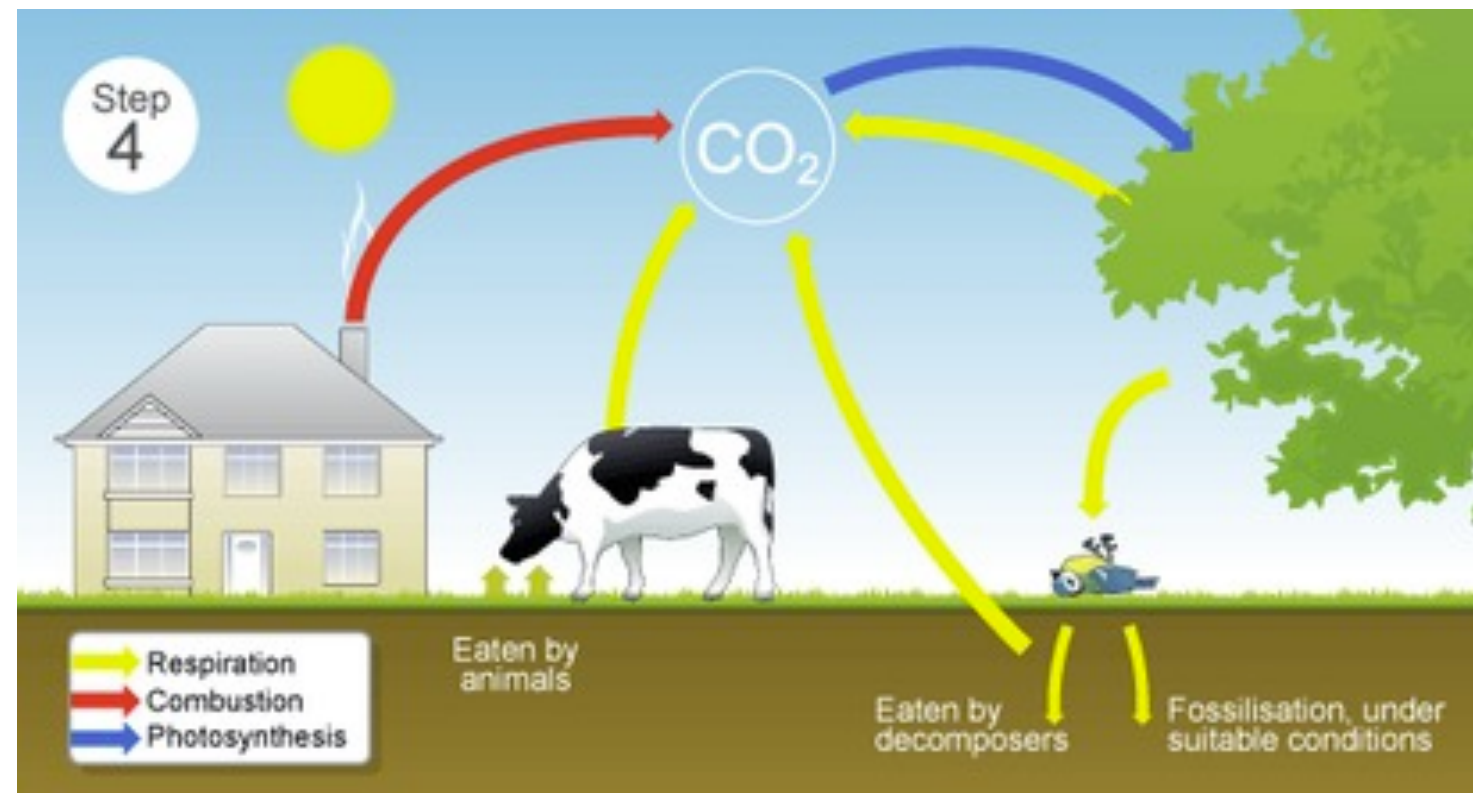 Step
4
CO₂
Respiration
Combustion
Photosynthesis
Eaten by
animals
Eaten by
decomposers
Fossilisation, under
suitable conditions